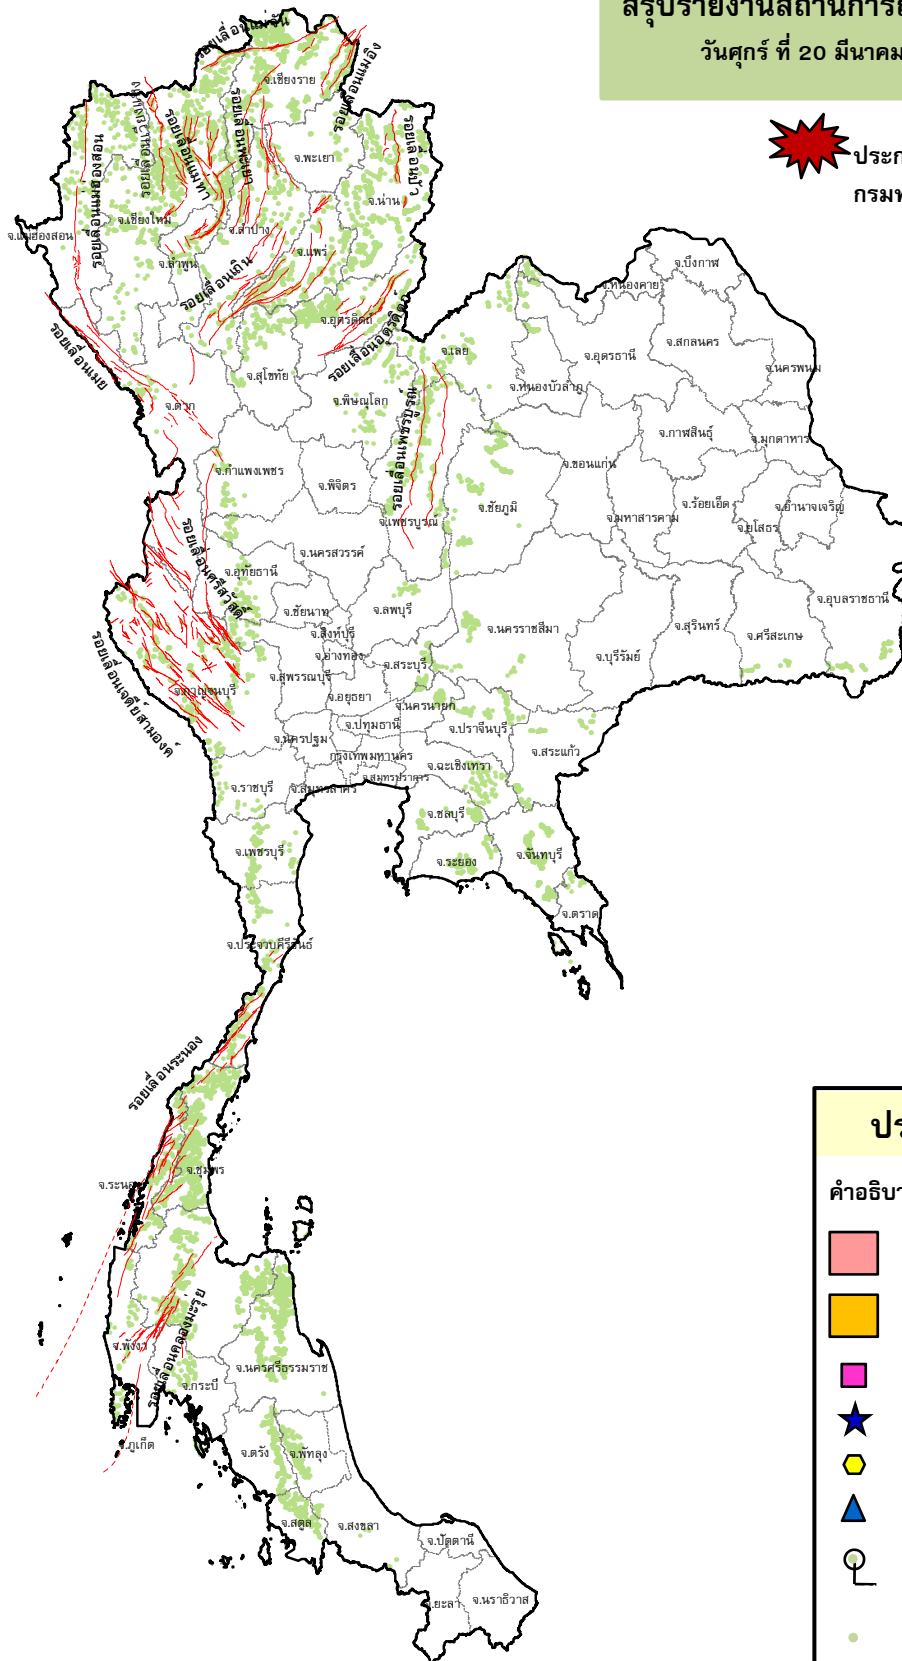 สรุปรายงานสถานการณ์
วันศุกร์ ที่ 20 มีนาคม
ประก
กรมท
รอยเลื่อนแม่จัน
รอยเลื่อนแม่อิง
จ.เชียงราย
รอยเลื่อนแม่ฮ่องสอน
รอยเลื่อนแม่ทา
รอยเลื่อนพะเยา
รอยเลื่อนปัว
จ.พะเยา
จ.น่าน
จ.เชียงใหม่
จ.แม่ฮ่องสอน
จ.ลำปาง
จ.ลำพูน
จ.แพร่
รอยเลื่อนเถิน
จ.อุตรดิตถ์
รอยเลื่อนอุตรดิตถ์
รอยเลื่อนเมย
จ.บึงกาฬ
จ.หนองคาย
จ.เลย
จ.อุดรธานี
จ.สกลนคร
จ.นครพนม
จ.หนองบัวลำภู
จ.สุโขทัย
จ.ตาก
จ.พิษณุโลก
รอยเลื่อนเพชรบูรณ์
จ.กาฬสินธุ์
จ.มุกดาหาร
จ.กำแพงเพชร
จ.พิจิตร
จ.ขอนแก่น
จ.เพชรบูรณ์
จ.ชัยภูมิ
จ.มหาสารคาม
จ.ร้อยเอ็ด
จ.ยโสธร
จ.อำนาจเจริญ
รอยเลื่อนศรีสวัสดิ์
จ.นครสวรรค์
จ.อุทัยธานี
จ.ชัยนาท
จ.ลพบุรี
จ.นครราชสีมา
จ.บุรีรัมย์
จ.สุรินทร์
จ.ศรีสะเกษ
จ.อุบลราชธานี
จ.สิงห์บุรี
จ.อ่างทอง
จ.สระบุรี
จ.สุพรรณบุรี
จ.อยุธยา
จ.กาญจนบุรี
รอยเลื่อนเจดีย์สามองค์
จ.นครนายก
จ.ปทุมธานี
จ.ปราจีนบุรี
จ.สระแก้ว
จ.นครปฐม
กรุงเทพมหานคร
จ.ฉะเชิงเทรา
จ.สมุทรปราการ
จ.สมุทรสาคร
จ.ราชบุรี
จ.ชลบุรี
จ.เพชรบุรี
จ.ระยอง
จ.จันทบุรี
จ.ตราด
จ.ประจวบคีรีขันธ์
รอยเลื่อนระนอง
จ.ชุมพร
จ.ระนอง
จ.พังงา
รอยเลื่อนคลองมะรุ่ย
จ.นครศรีธรรมราช
จ.กระบี่
จ.ภูเก็ต
จ.ตรัง
จ.พัทลุง
จ.สตูล
จ.สงขลา
จ.ปัตตานี
จ.ยะลา
จ.นราธิวาส
ปร
คำอธิบา